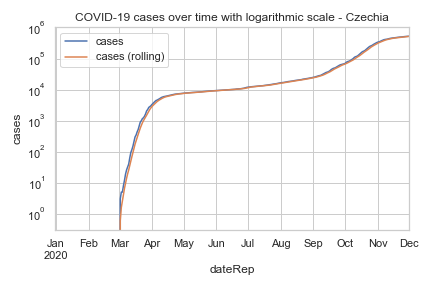 COVID-19 cases over time with logarithmic scale - Czechia
cases
cases (rolling)
10⁶
10⁵
10⁴
10³
10²
10¹
10⁰
cases
Jan Feb Mar Apr May Jun Jul Aug Sep Oct Nov Dec
2020
dateRep